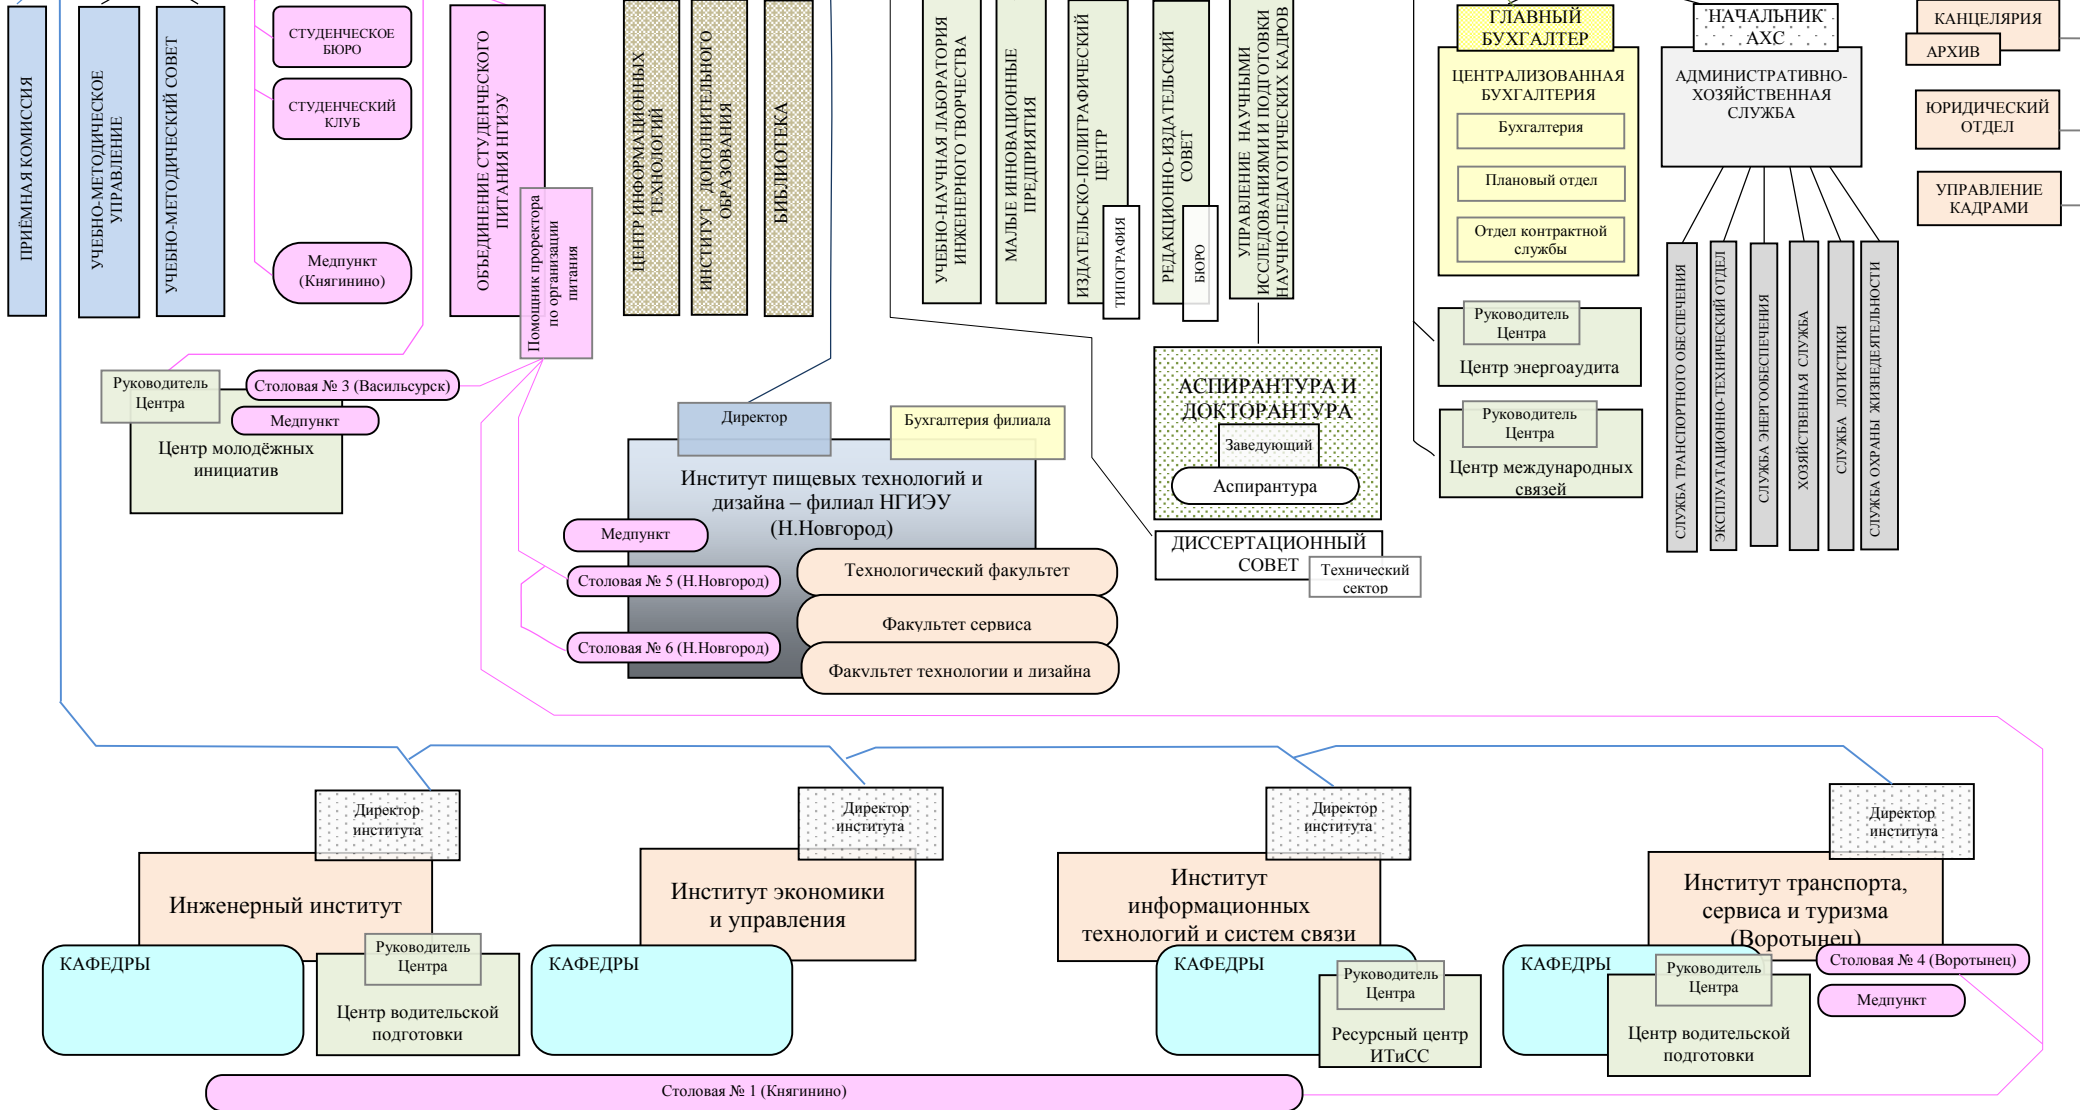 ПРИЁМНАЯ КОМИССИЯ
УЧЕБНО-МЕТОДИЧЕСКОЕ
УПРАВЛЕНИЕ
УЧЕБНО-МЕТОДИЧЕСКИЙ СОВЕТ
СТУДЕНЧЕСКОЕ
БЮРО
СТУДЕНЧЕСКИЙ
КЛУБ
Медпункт
(Княгинино)
ОБЪЕДИНЕНИЕ СТУДЕНЧЕСКОГО
ПИТАНИЯ НГИЭУ
Помощник проректора
по организации
питания
ЦЕНТР ИНФОРМАЦИОННЫХ
ТЕХНОЛОГИЙ
ИНСТИТУТ ДОПОЛНИТЕЛЬНОГО
ОБРАЗОВАНИЯ
БИБЛИОТЕКА
УЧЕБНО-НАУЧНАЯ ЛАБОРАТОРИЯ
ИНЖЕНЕРНОГО ТВОРЧЕСТВА
МАЛЫЕ ИННОВАЦИОННЫЕ
ПРЕДПРИЯТИЯ
ИЗДАТЕЛЬСКО-ПОЛИГРАФИЧЕСКИЙ
ЦЕНТР
ТИПОГРАФИЯ
РЕДАКЦИОННО-ИЗДАТЕЛЬСКИЙ
СОВЕТ
БЮРО
УПРАВЛЕНИЕ НАУЧНЫМИ
ИССЛЕДОВАНИЯМИ И ПОДГОТОВКИ
НАУЧНО-ПЕДАГОГИЧЕСКИХ КАДРОВ
ГЛАВНЫЙ
БУХГАЛТЕР
ЦЕНТРАЛИЗОВАННАЯ
БУХГАЛТЕРИЯ
Бухгалтерия
Плановый отдел
Отдел контрактной
службы
НАЧАЛЬНИК
АХС
АДМИНИСТРАТИВНО-
ХОЗЯЙСТВЕННАЯ
СЛУЖБА
КАНЦЕЛЯРИЯ
АРХИВ
ЮРИДИЧЕСКИЙ
ОТДЕЛ
УПРАВЛЕНИЕ
КАДРАМИ
СЛУЖБА ТРАНСПОРТНОГО ОБЕСПЕЧЕНИЯ
ЭКСПЛУАТАЦИОННО-ТЕХНИЧЕСКИЙ ОТДЕЛ
СЛУЖБА ЭНЕРГООБЕСПЕЧЕНИЯ
ХОЗЯЙСТВЕННАЯ СЛУЖБА
СЛУЖБА ЛОГИСТИКИ
СЛУЖБА ОХРАНЫ ЖИЗНЕДЕЯТЕЛЬНОСТИ
Руководитель
Центра
Центр энергоаудита
Руководитель
Центра
Центр международных
связей
Руководитель
Центра
Столовая № 3 (Васильсурск)
Медпункт
Центр молодёжных
инициатив
Директор
Бухгалтерия филиала
Институт пищевых технологий и
дизайна – филиал НГИЭУ
(Н.Новгород)
Медпункт
Столовая № 5 (Н.Новгород)
Столовая № 6 (Н.Новгород)
Технологический факультет
Факультет сервиса
Факультет технологии и дизайна
АСПИРАНТУРА И
ДОКТОРАНТУРА
Заведующий
Аспирантура
ДИССЕРТАЦИОННЫЙ
СОВЕТ
Технический
сектор
Директор
института
Инженерный институт
КАФЕДРЫ
Руководитель
Центра
Центр водительской
подготовки
Директор
института
Институт экономики
и управления
КАФЕДРЫ
Директор
института
Институт
информационных
технологий и систем связи
КАФЕДРЫ
Руководитель
Центра
Ресурсный центр
ИТиСС
Директор
института
Институт транспорта,
сервиса и туризма
(Воротынец)
КАФЕДРЫ
Руководитель
Центра
Центр водительской
подготовки
Столовая № 4 (Воротынец)
Медпункт
Столовая № 1 (Княгинино)